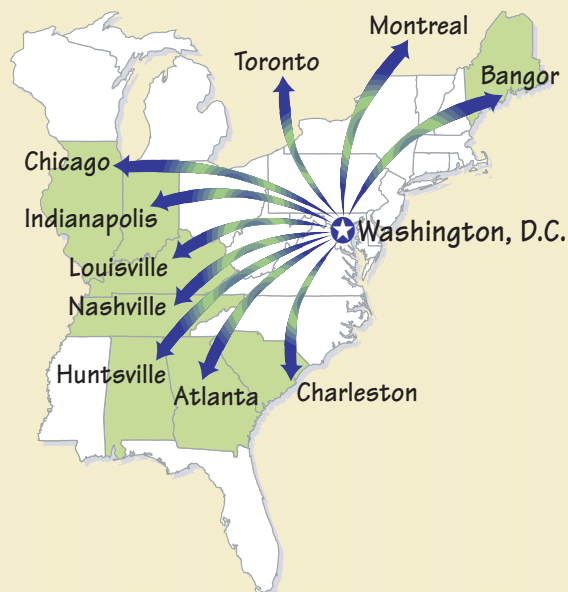 Montreal
Toronto
Bangor
Chicago
Indianapolis
Washington, D.C.
Louisville
Nashville
Huntsville
Atlanta
Charleston